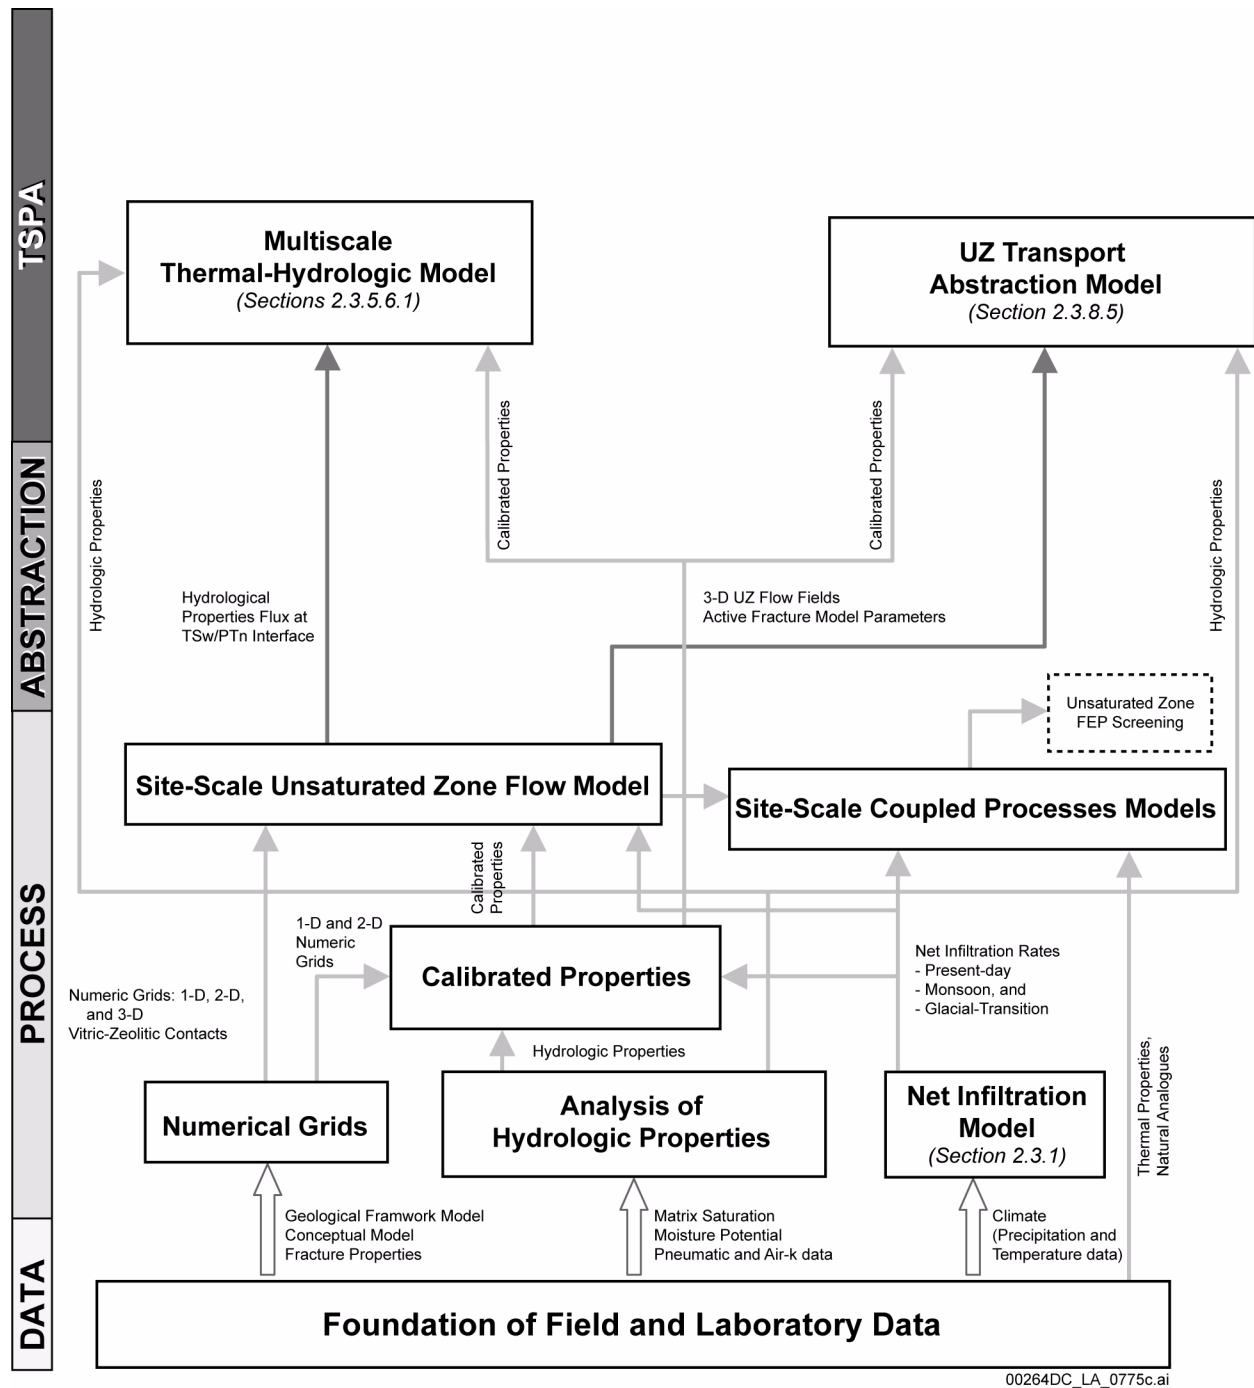 TSPA
ABSTRACTION
PROCESS
DATA
Multiscale
Thermal-Hydrologic Model
(Sections 2.3.5.6.1)
UZ Transport
Abstraction Model
(Section 2.3.8.5)
Hydrologic Properties
Calibrated Properties
Calibrated Properties
Hydrologic Properties
Hydrological
Properties Flux at
TSw/PTn Interface
3-D UZ Flow Fields
Active Fracture Model Parameters
Unsaturated Zone
FEP Screening
Site-Scale Unsaturated Zone Flow Model
Site-Scale Coupled Processes Models
Calibrated
Properties
1-D and 2-D
Numeric
Grids
Calibrated Properties
Net Infiltration Rates
- Present-day
- Monsoon, and
- Glacial-Transition
Numeric Grids: 1-D, 2-D,
and 3-D
Vitric-Zeolitic Contacts
Hydrologic Properties
Thermal Properties,
Natural Analogues
Numerical Grids
Analysis of
Hydrologic Properties
Net Infiltration
Model
(Section 2.3.1)
Geological Framwork Model
Conceptual Model
Fracture Properties
Matrix Saturation
Moisture Potential
Pneumatic and Air-k data
Climate
(Precipitation and
Temperature data)
Foundation of Field and Laboratory Data
00264DC_LA_0775c.ai